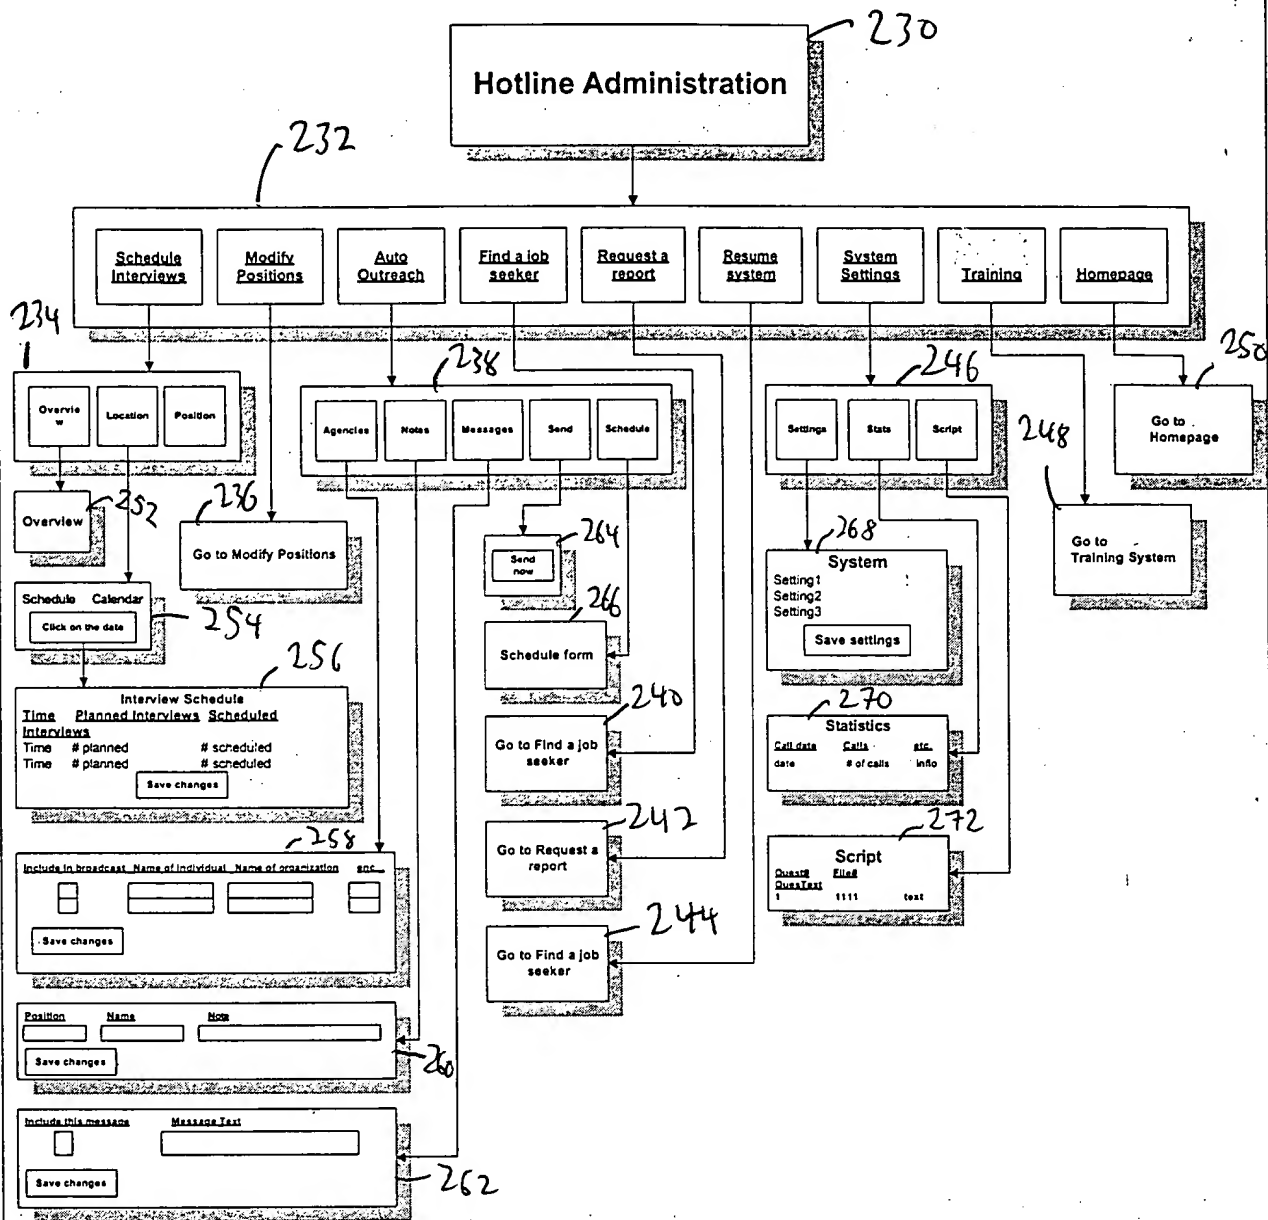 230
Hotline Administration
232
Schedule
Interviews
Modify
Positions
Auto
Outreach
Find a job
seeker
Request a
report
Resume
system
System
Settings
Training
Homepage
234
238
246
250
Overvie
w
Location
Position
Agencies
Notes
Messages
Send
Schedule
Settings
Stats
Script
Go to
Homepage
248
252
Overview
236
Go to Modify Positions
264
Send
now
268
System
Setting1
Setting2
Setting3
Save settings
Go to
Training System
Schedule Calendar
Click on the date
254
266
Schedule form
256
Interview Schedule
Time Planned Interviews Scheduled
Interviews
Time # planned # scheduled
Time # planned # scheduled
Save changes
240
Go to Find a job
seeker
270
Statistics
Call date Calls etc.
date # of calls info
242
Go to Request a
report
272
Script
Quest# File#
QuesText
1 1111 text
258
Include in broadcast Name of individual Name of organization enc...
Save changes
244
Go to Find a job
seeker
Position Name Note
Save changes
260
Include this message Message Text
Save changes
262